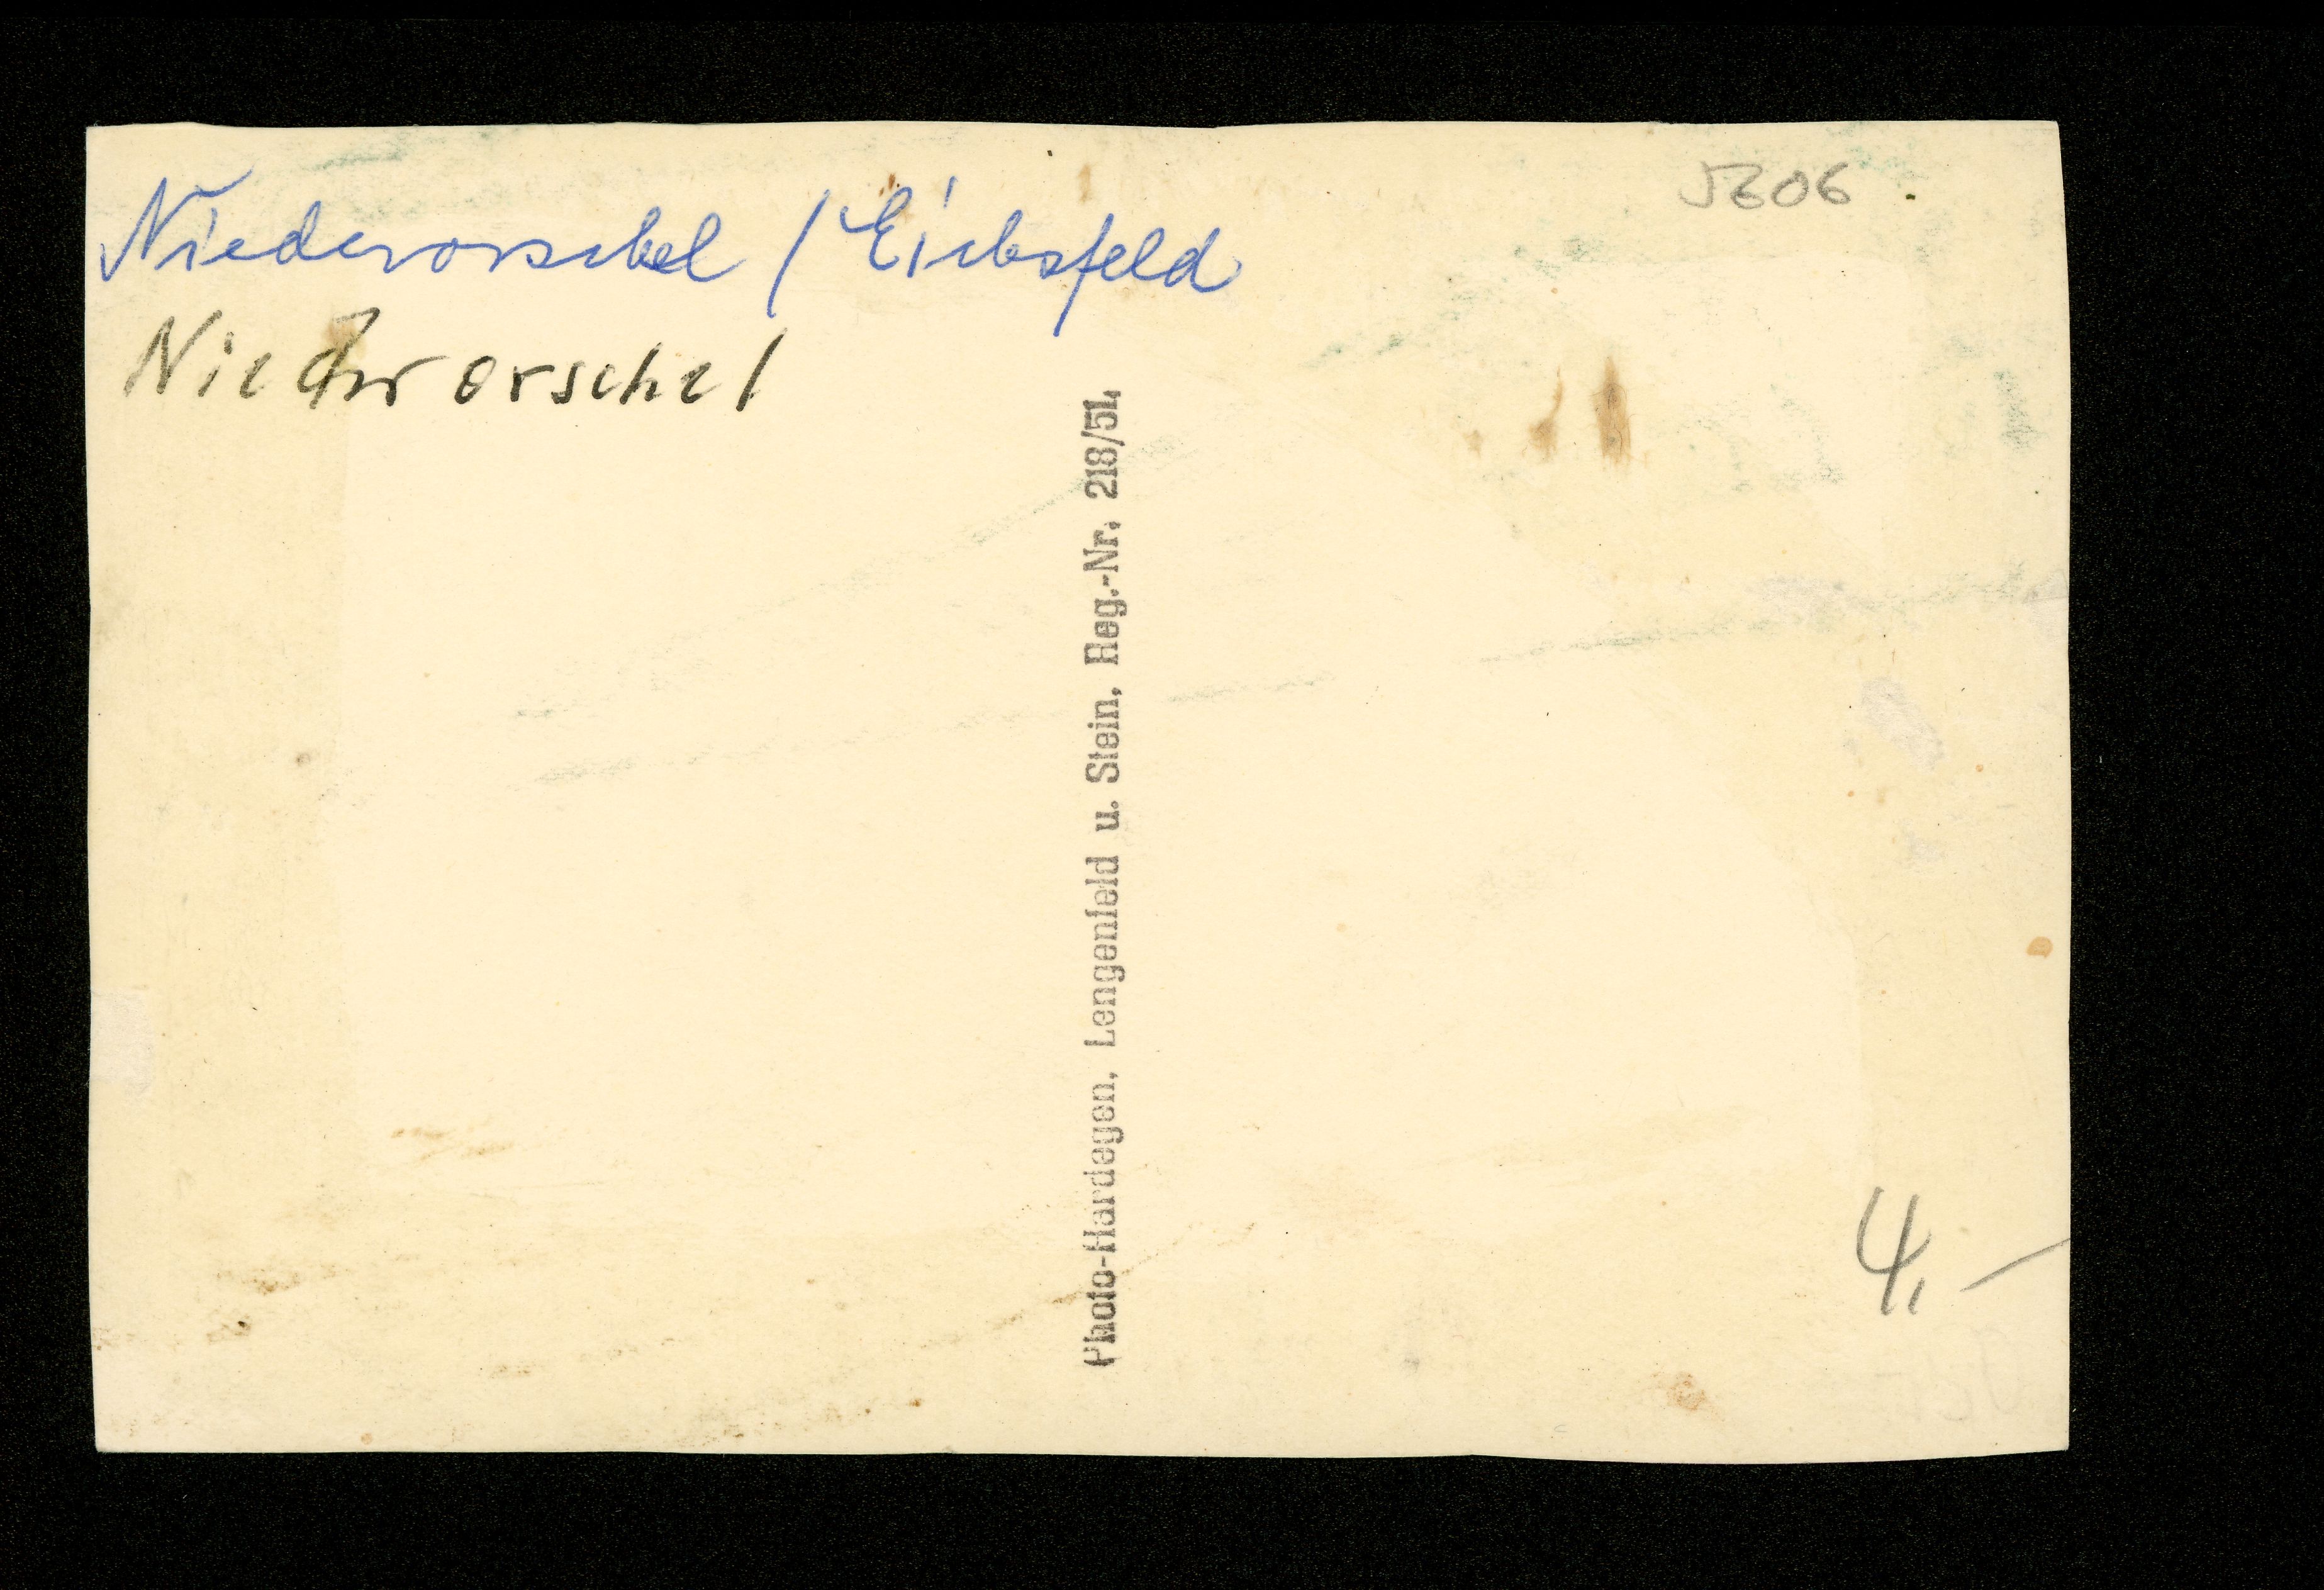 Niederorschel / Eichsfeld
Niederorschel
5606
Photo-Hardegen, Lengenfeld u. Stein, Reg.-Nr. 218/51,
4,-